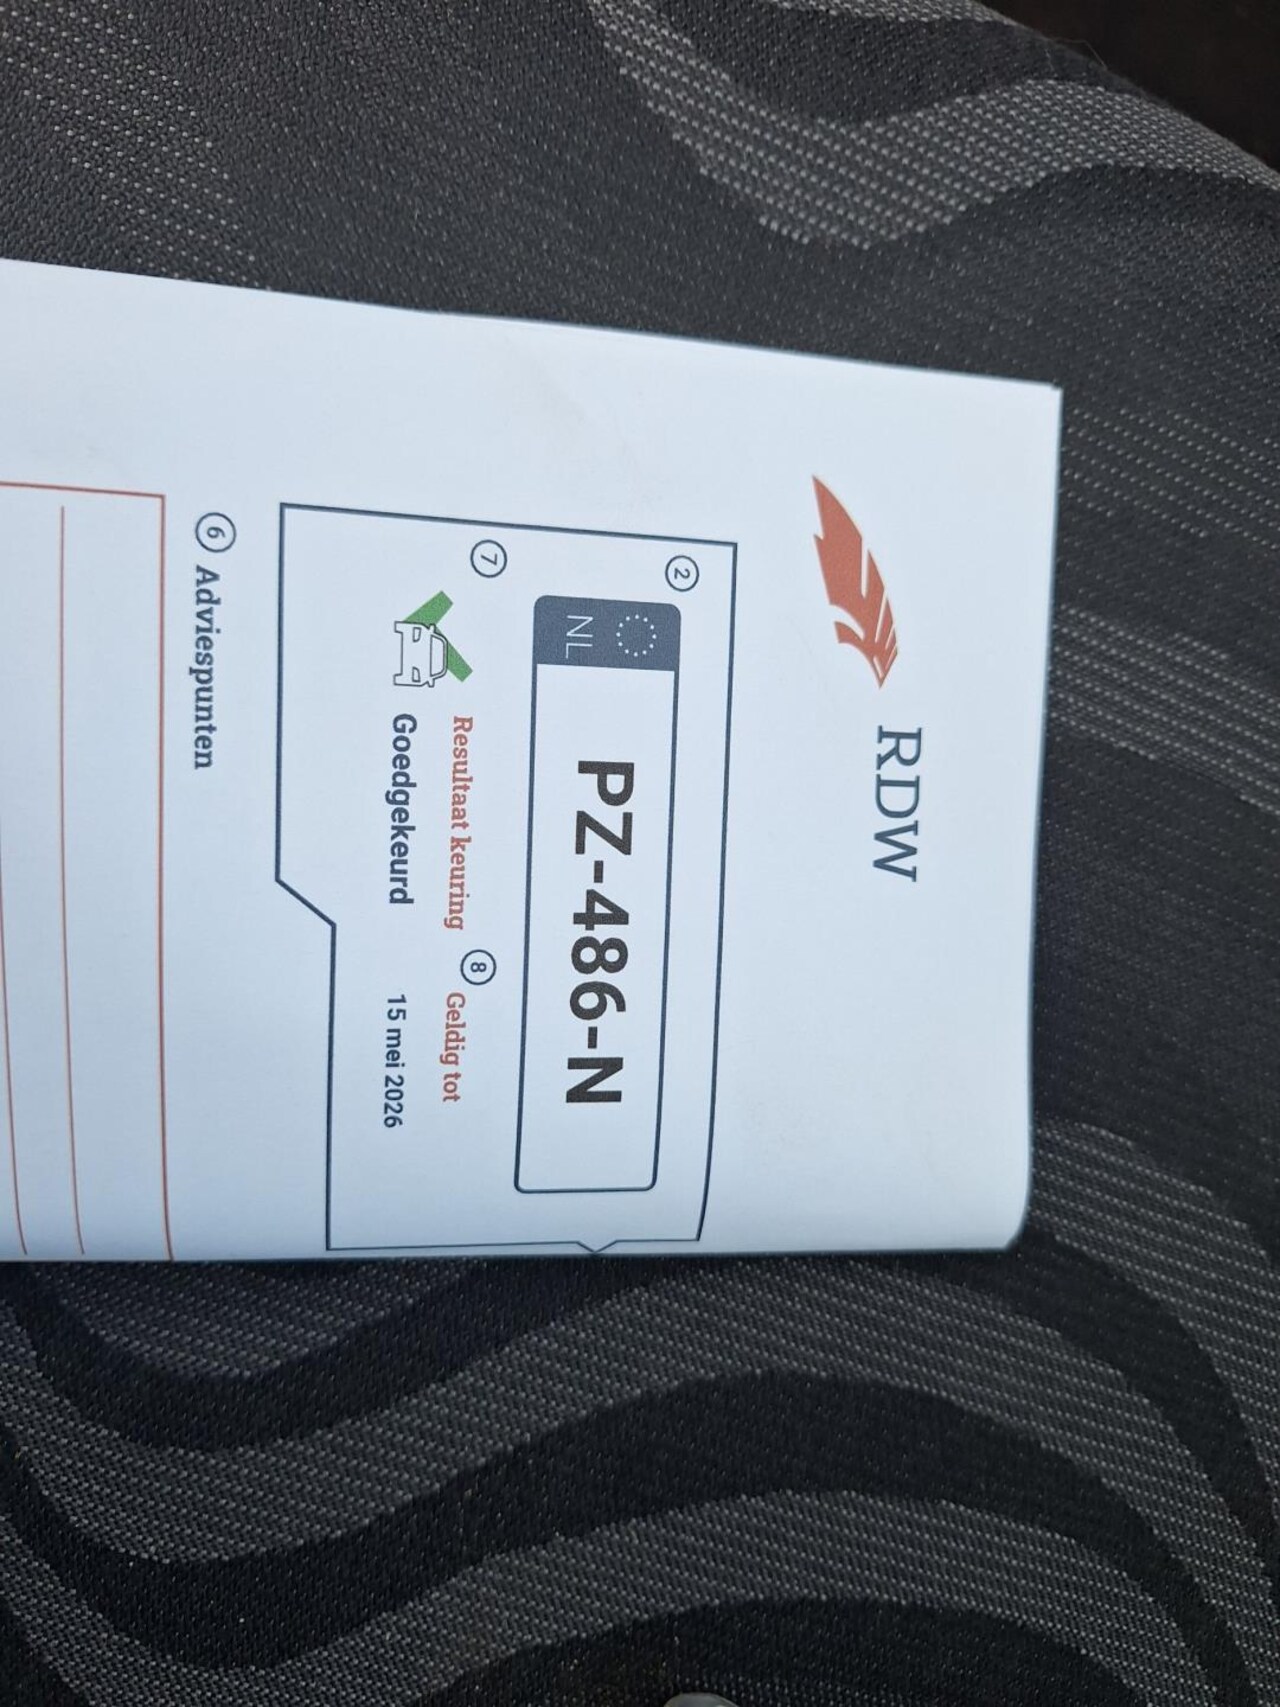 RDW
2
NL
PZ-486-N
7 Resultaat keuring 8 Geldig tot
Goedgekeurd 15 mei 2026
6 Adviespunten